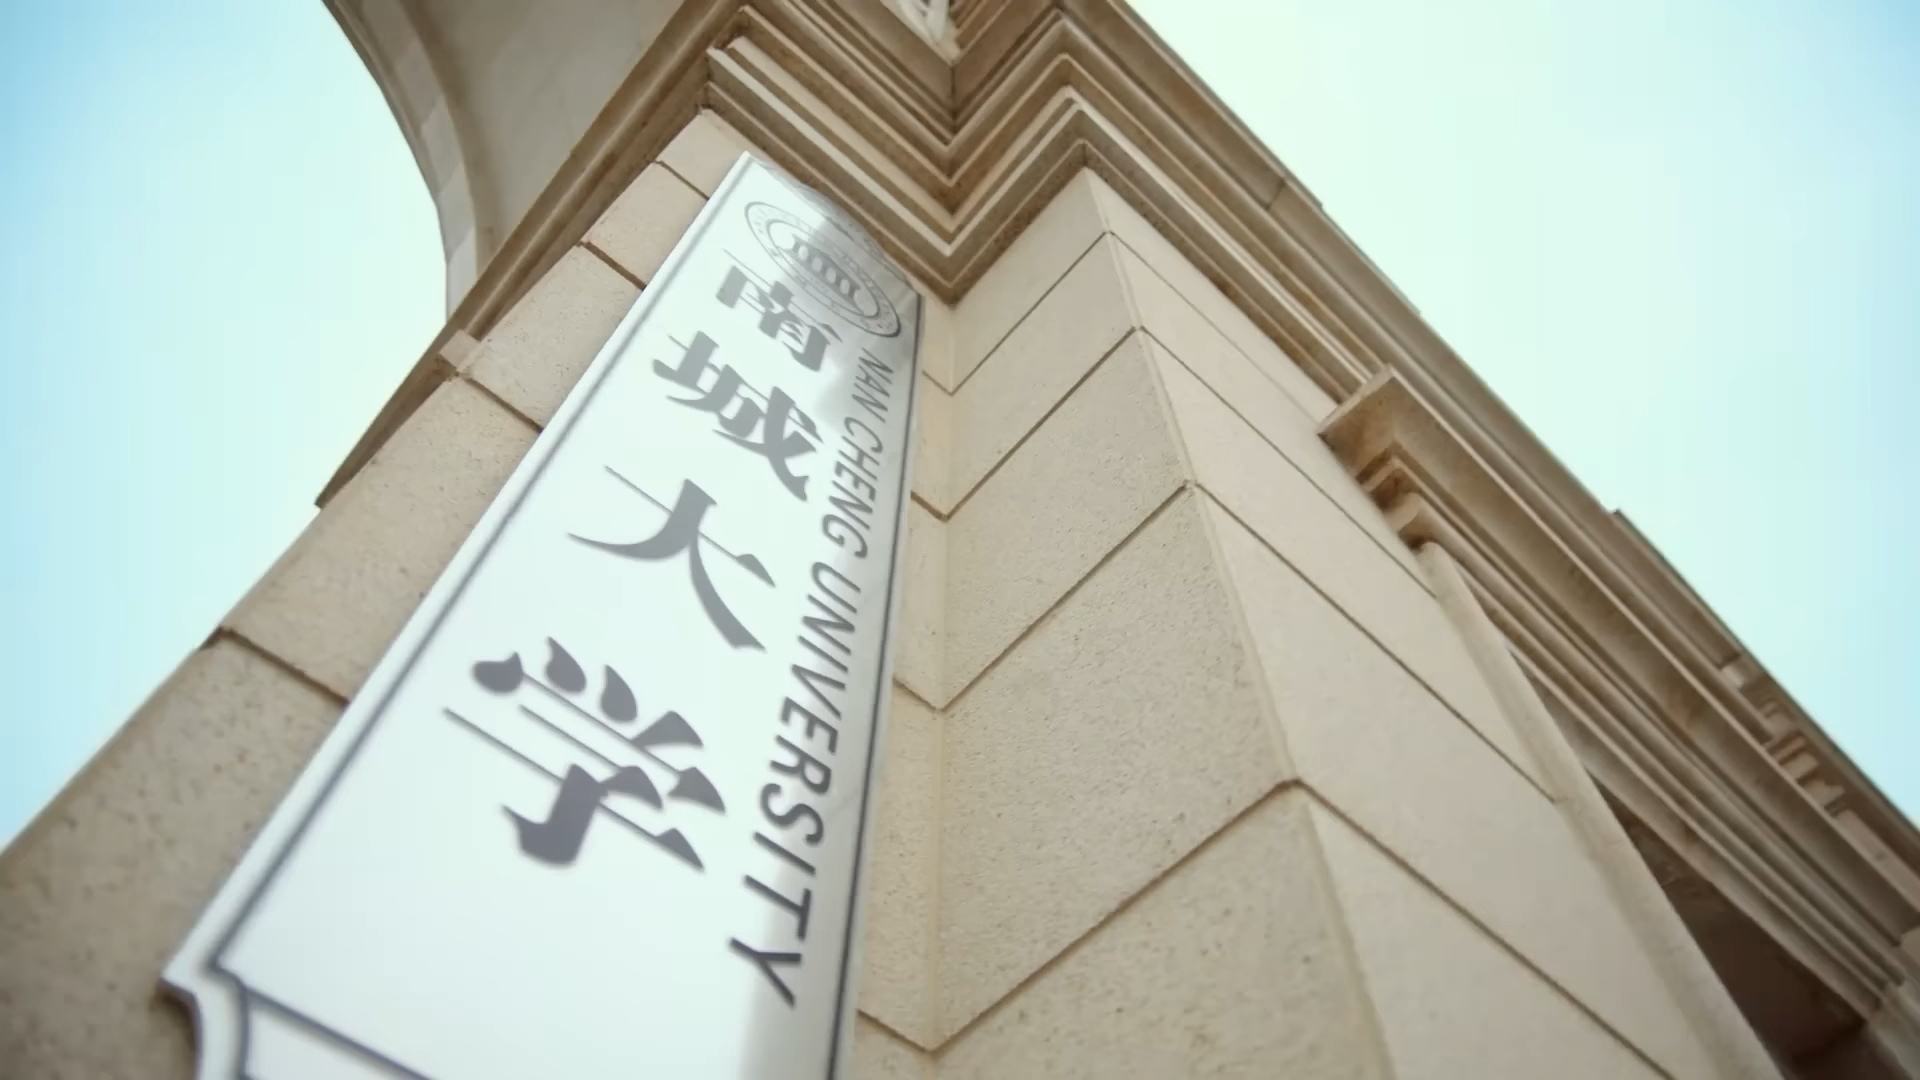 南城大学
NAN CHENG UNIVERSITY